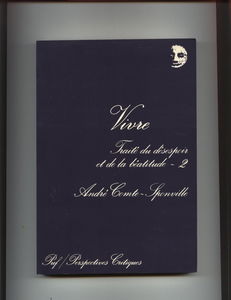 Vivre
Traité du désespoir
et de la béatitude - 2
André Comte-Sponville
Puf/Perspectives Critiques